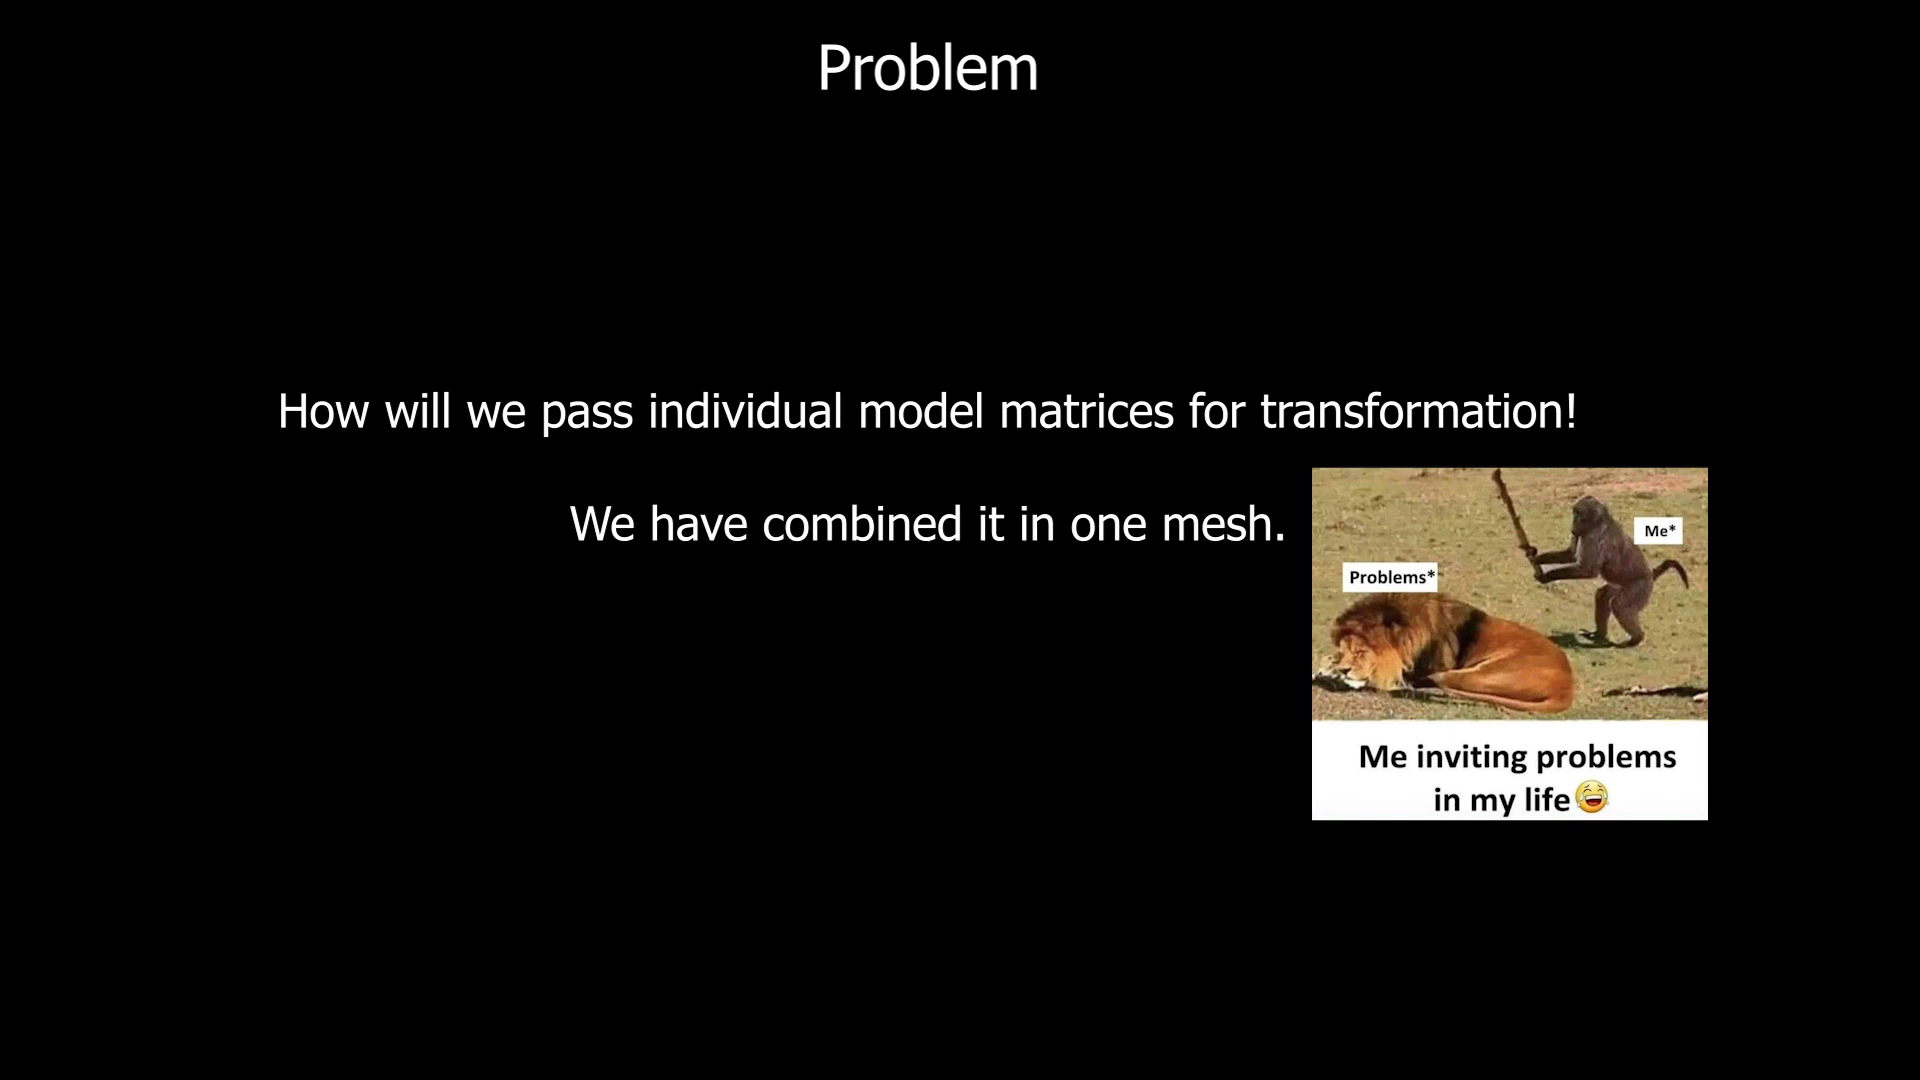 Problem
How will we pass individual model matrices for transformation!
We have combined it in one mesh.
Me*
Problems*
Me inviting problems
in my life😂